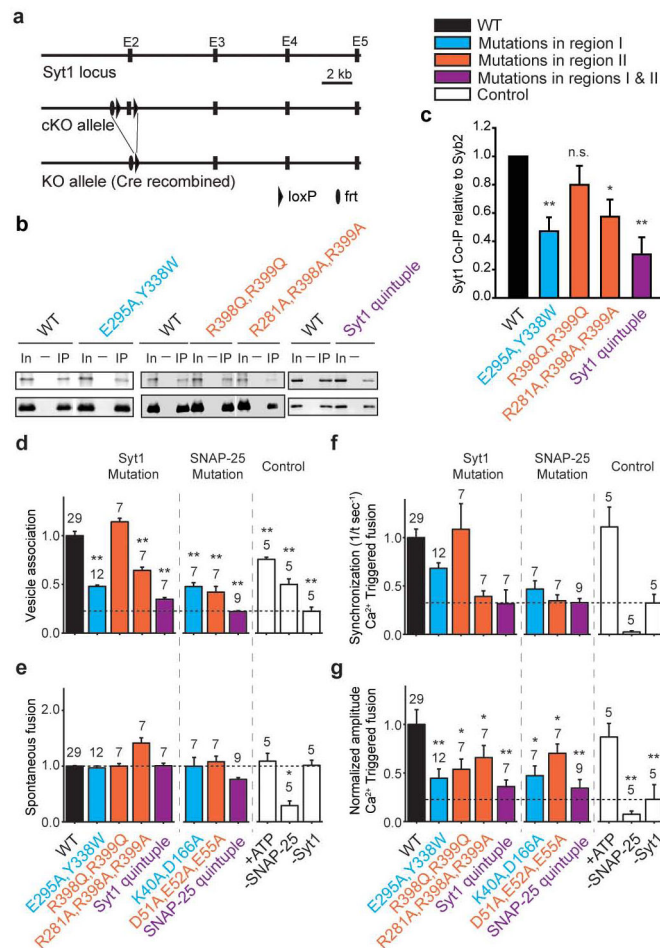 a
E2 E3 E4 E5
Syt1 locus
2 kb
cKO allele
KO allele (Cre recombined)
loxP frt
WT
Mutations in region I
Mutations in region II
Mutations in regions I & II
Control
c
Syt1 Co-IP relative to Syb2
1.2
1.0
0.8
0.6
0.4
0.2
0.0
** n.s. * **
WT
E295A,Y338W
R398Q,R399Q
R281A,R398A,R399A
Syt1 quintuple
b
WT E295A,Y338W WT R398Q,R399Q R281A,R398A,R399A WT Syt1 quintuple
In – IP In – IP In – IP In – IP In – IP In – IP In – IP
d
Syt1 Mutation
SNAP-25 Mutation
Control
Vesicle association
1.0
0.5
0.0
29 ** 12 7 ** 7 ** 7 ** 7 ** 7 ** 9 ** 5 ** 5 ** 5
e
Spontaneous fusion
2.0
1.0
0.0
29 12 7 7 7 7 7 9 5 * 5 5
WT
E295A,Y338W
R398Q,R399Q
R281A,R398A,R399A
Syt1 quintuple
K40A,D166A
D51A,E52A,E55A
SNAP-25 quintuple
+ATP
-SNAP-25
-Syt1
f
Syt1 Mutation
SNAP-25 Mutation
Control
Synchronization (1/t sec⁻¹)
Ca²⁺ Triggered fusion
1.0
0.5
0.0
29 12 7 7 7 7 7 9 5 5 5
g
Normalized amplitude
Ca²⁺ Triggered fusion
1.0
0.5
0.0
29 ** 12 * 7 * 7 ** 7 * 7 * 7 ** 9 5 ** 5 ** 5
WT
E295A,Y338W
R398Q,R399Q
R281A,R398A,R399A
Syt1 quintuple
K40A,D166A
D51A,E52A,E55A
SNAP-25 quintuple
+ATP
-SNAP-25
-Syt1